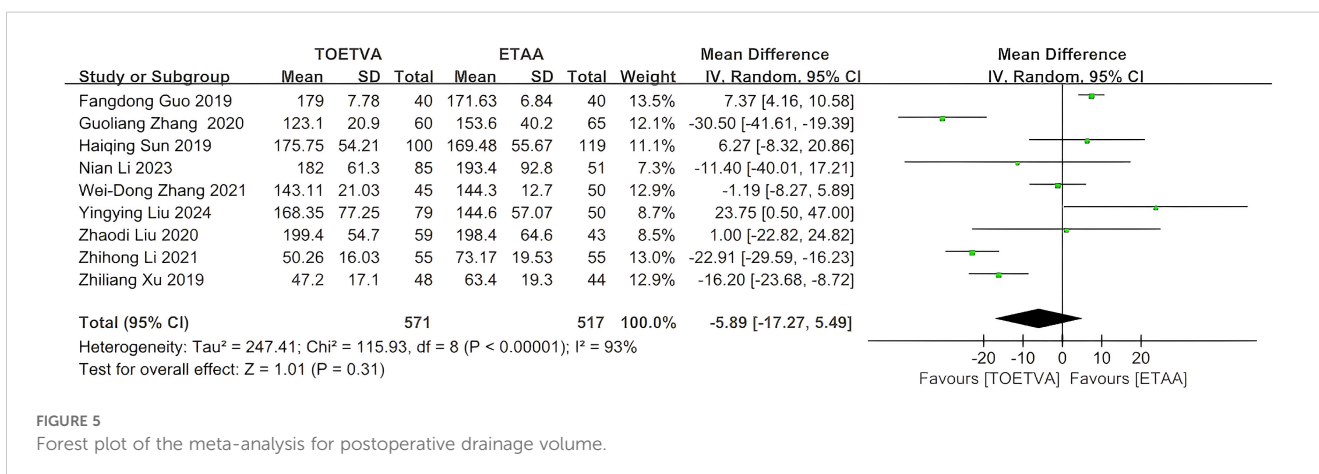 TOETVA ETAA Mean Difference Mean Difference
Study or Subgroup Mean SD Total Mean SD Total Weight IV, Random, 95% CI IV, Random, 95% CI
Fangdong Guo 2019 179 7.78 40 171.63 6.84 40 13.5% 7.37 [4.16, 10.58]
Guoliang Zhang 2020 123.1 20.9 60 153.6 40.2 65 12.1% -30.50 [-41.61, -19.39]
Haiqing Sun 2019 175.75 54.21 100 169.48 55.67 119 11.1% 6.27 [-8.32, 20.86]
Nian Li 2023 182 61.3 85 193.4 92.8 51 7.3% -11.40 [-40.01, 17.21]
Wei-Dong Zhang 2021 143.11 21.03 45 144.3 12.7 50 12.9% -1.19 [-8.27, 5.89]
Yingying Liu 2024 168.35 77.25 79 144.6 57.07 50 8.7% 23.75 [0.50, 47.00]
Zhaodi Liu 2020 199.4 54.7 59 198.4 64.6 43 8.5% 1.00 [-22.82, 24.82]
Zhihong Li 2021 50.26 16.03 55 73.17 19.53 55 13.0% -22.91 [-29.59, -16.23]
Zhiliang Xu 2019 47.2 17.1 48 63.4 19.3 44 12.9% -16.20 [-23.68, -8.72]
Total (95% CI) 571 517 100.0% -5.89 [-17.27, 5.49]
Heterogeneity: Tau² = 247.41; Chi² = 115.93, df = 8 (P < 0.00001); I² = 93%
Test for overall effect: Z = 1.01 (P = 0.31)
-20 -10 0 10 20
Favours [TOETVA] Favours [ETAA]
FIGURE 5
Forest plot of the meta-analysis for postoperative drainage volume.